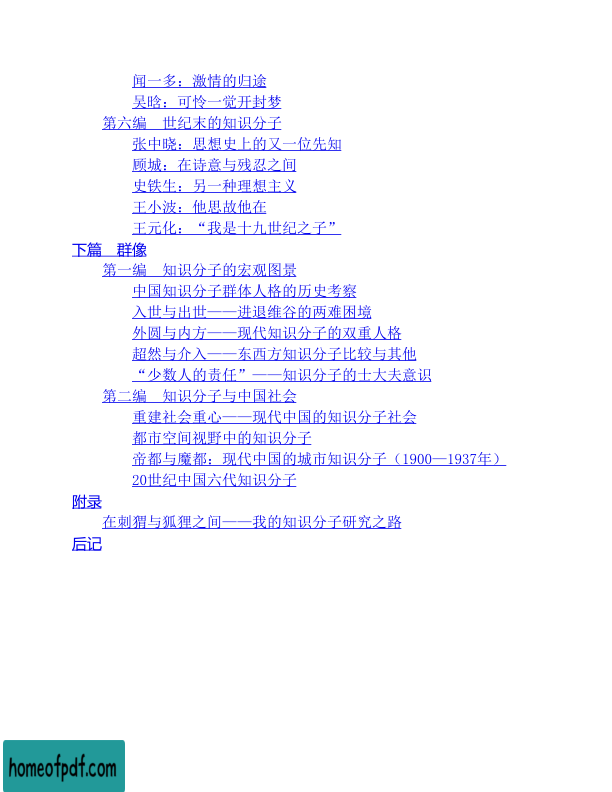 闻一多：激情的归途
吴晗：可怜一觉开封梦
第六编　世纪末的知识分子
张中晓：思想史上的又一位先知
顾城：在诗意与残忍之间
史铁生：另一种理想主义
王小波：他思故他在
王元化：“我是十九世纪之子”
下篇　群像
第一编　知识分子的宏观图景
中国知识分子群体人格的历史考察
入世与出世——进退维谷的两难困境
外圆与内方——现代知识分子的双重人格
超然与介入——东西方知识分子比较与其他
“少数人的责任”——知识分子的士大夫意识
第二编　知识分子与中国社会
重建社会重心——现代中国的知识分子社会
都市空间视野中的知识分子
帝都与魔都：现代中国的城市知识分子（1900—1937年）
20世纪中国六代知识分子
附录
在刺猬与狐狸之间——我的知识分子研究之路
后记
homeofpdf.com